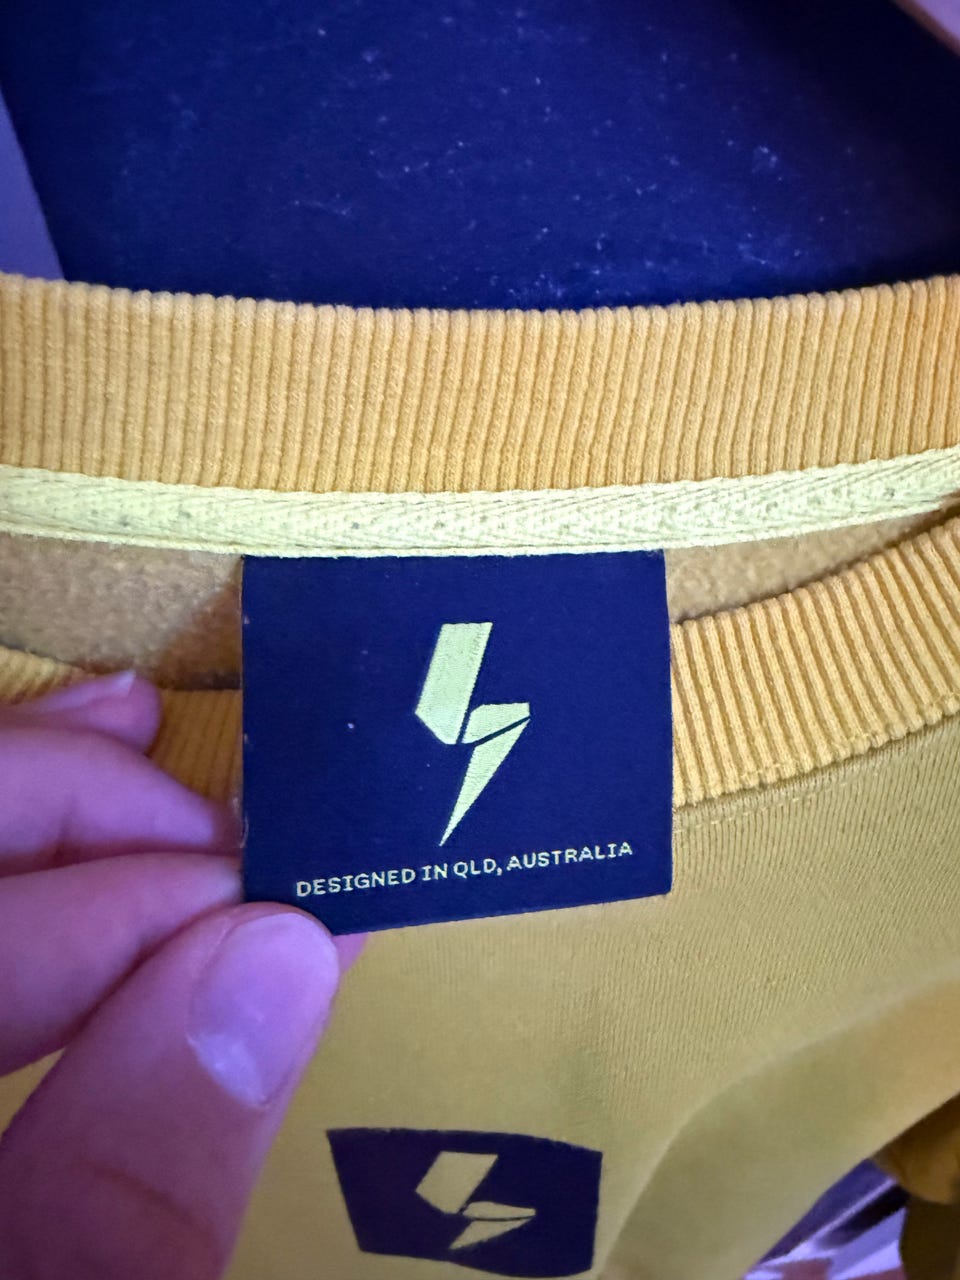 DESIGNED IN QLD, AUSTRALIA